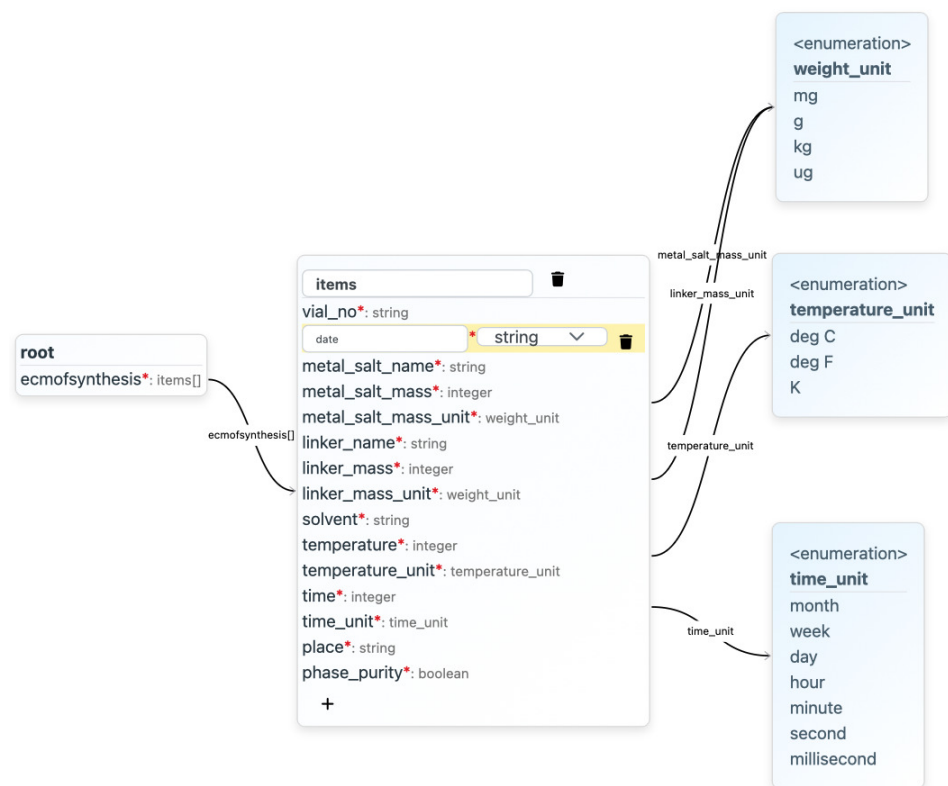 root
ecmofsynthesis*: items[]
ecmofsynthesis[]
items
vial_no*: string
date * string
metal_salt_name*: string
metal_salt_mass*: integer
metal_salt_mass_unit*: weight_unit
linker_name*: string
linker_mass*: integer
linker_mass_unit*: weight_unit
solvent*: string
temperature*: integer
temperature_unit*: temperature_unit
time*: integer
time_unit*: time_unit
place*: string
phase_purity*: boolean
+
metal_salt_mass_unit
linker_mass_unit
temperature_unit
time_unit
<enumeration>
weight_unit
mg
g
kg
ug
<enumeration>
temperature_unit
deg C
deg F
K
<enumeration>
time_unit
month
week
day
hour
minute
second
millisecond